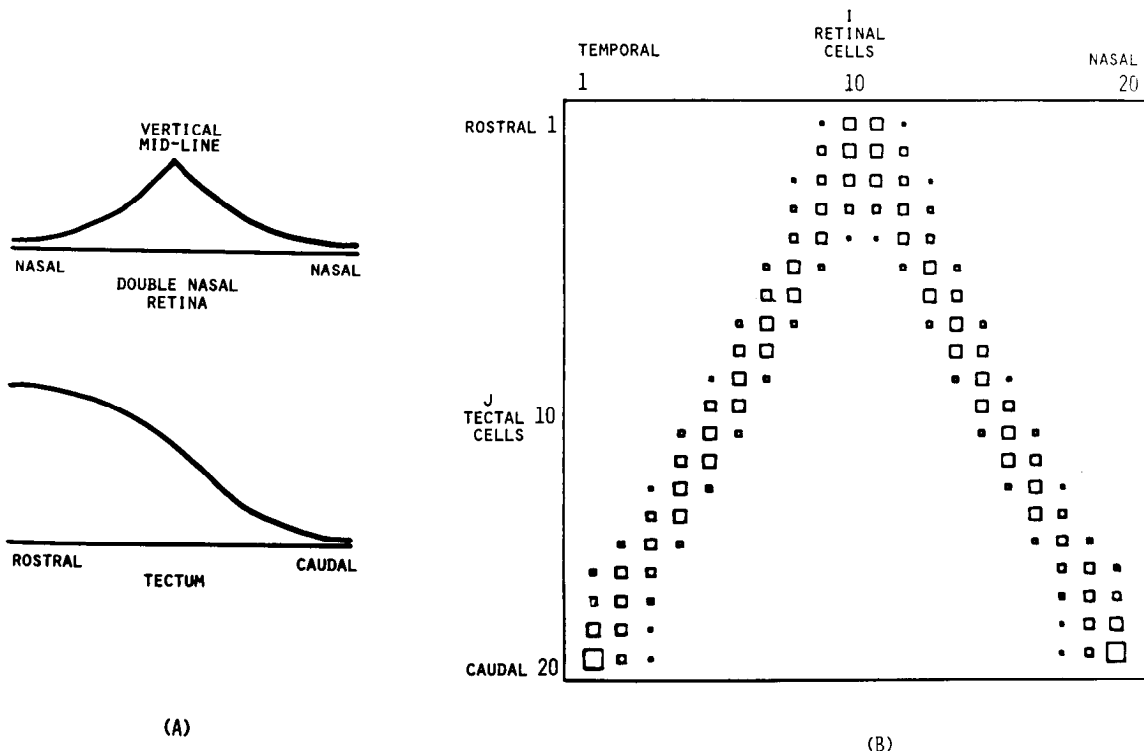 VERTICAL
MID-LINE
NASAL
NASAL
DOUBLE NASAL
RETINA
ROSTRAL
CAUDAL
TECTUM
(A)
I
RETINAL
CELLS
TEMPORAL
NASAL
1
10
20
ROSTRAL 1
J
TECTAL 10
CELLS
CAUDAL 20
(B)